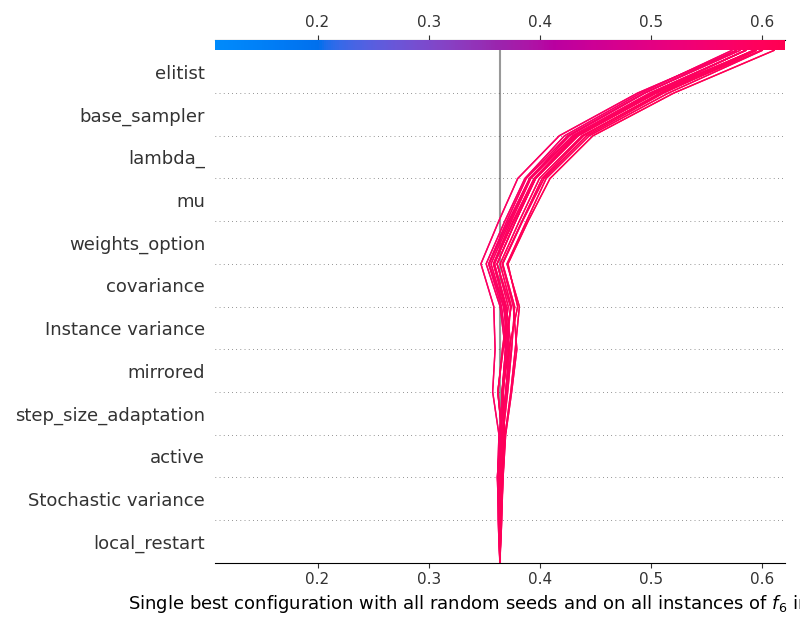 0.2 0.3 0.4 0.5 0.6
elitist
base_sampler
lambda_
mu
weights_option
covariance
Instance variance
mirrored
step_size_adaptation
active
Stochastic variance
local_restart
0.2 0.3 0.4 0.5 0.6
Single best configuration with all random seeds and on all instances of f₆ i